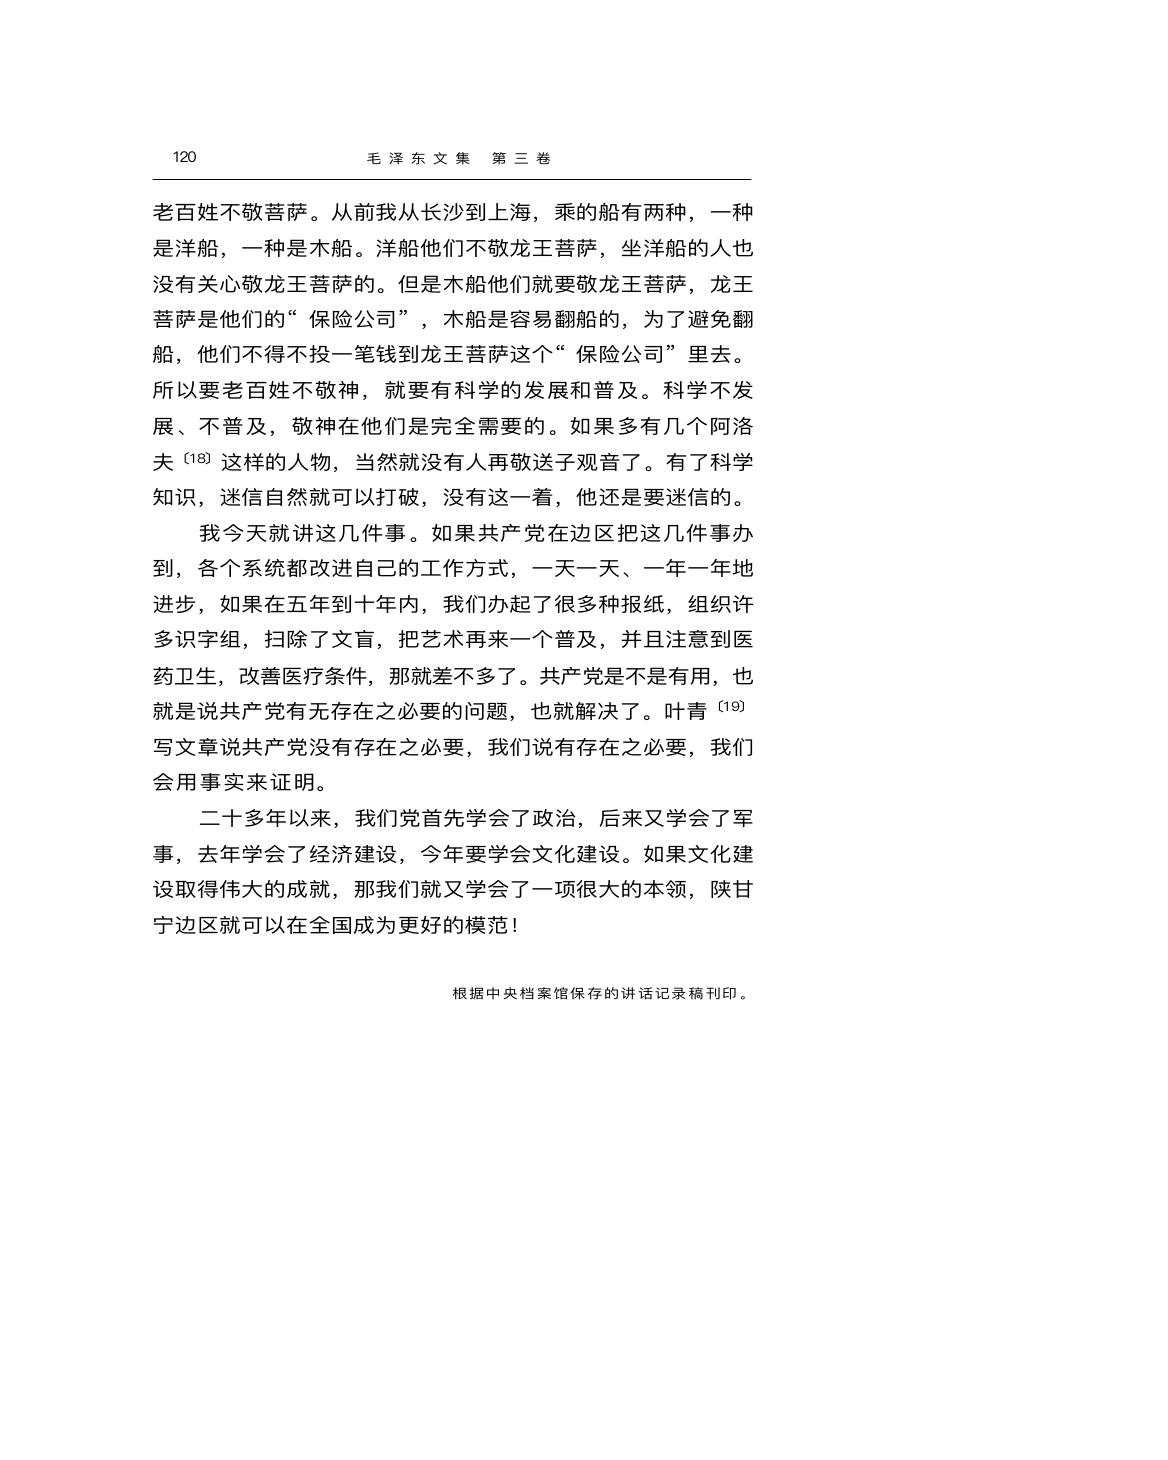 120
毛泽东文集 第三卷
老百姓不敬菩萨。从前我从长沙到上海，乘的船有两种，一种
是洋船，一种是木船。洋船他们不敬龙王菩萨，坐洋船的人也
没有关心敬龙王菩萨的。但是木船他们就要敬龙王菩萨，龙王
菩萨是他们的“保险公司”，木船是容易翻船的，为了避免翻
船，他们不得不投一笔钱到龙王菩萨这个“保险公司”里去。
所以要老百姓不敬神，就要有科学的发展和普及。科学不发
展、不普及，敬神在他们是完全需要的。如果多有几个阿洛
夫〔18〕这样的人物，当然就没有人再敬送子观音了。有了科学
知识，迷信自然就可以打破，没有这一着，他还是要迷信的。
我今天就讲这几件事。如果共产党在边区把这几件事办
到，各个系统都改进自己的工作方式，一天一天、一年一年地
进步，如果在五年到十年内，我们办起了很多种报纸，组织许
多识字组，扫除了文盲，把艺术再来一个普及，并且注意到医
药卫生，改善医疗条件，那就差不多了。共产党是不是有用，也
就是说共产党有无存在之必要的问题，也就解决了。叶青〔19〕
写文章说共产党没有存在之必要，我们说有存在之必要，我们
会用事实来证明。
二十多年以来，我们党首先学会了政治，后来又学会了军
事，去年学会了经济建设，今年要学会文化建设。如果文化建
设取得伟大的成就，那我们就又学会了一项很大的本领，陕甘
宁边区就可以在全国成为更好的模范！
根据中央档案馆保存的讲话记录稿刊印。